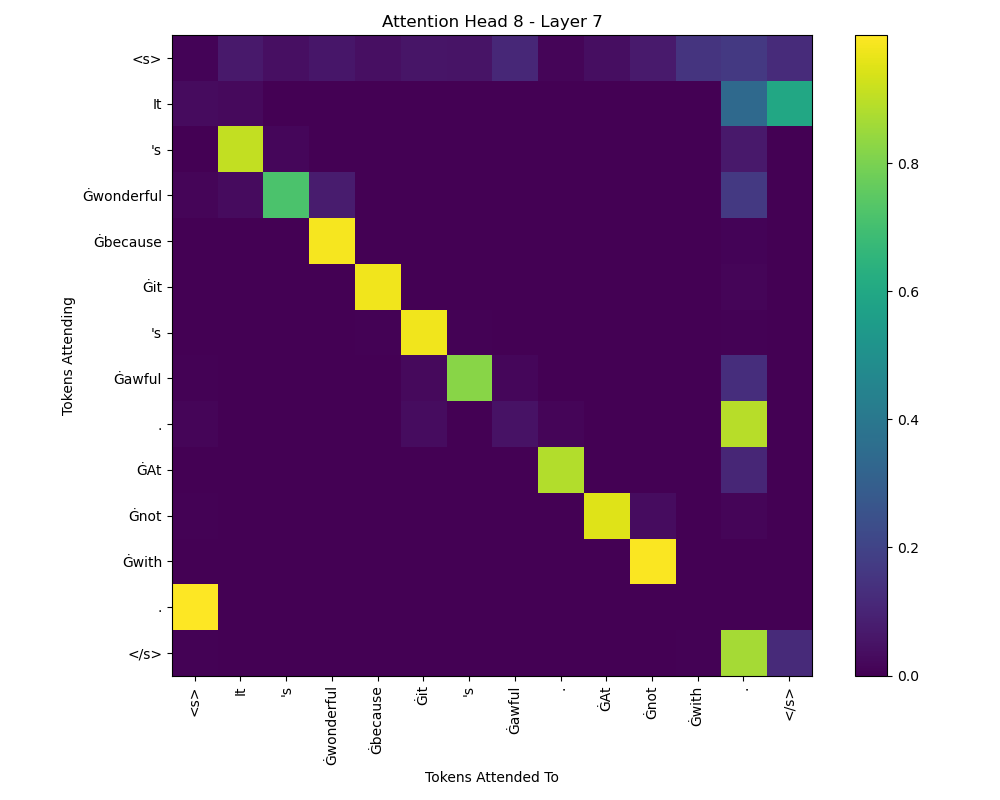 Attention Head 8 - Layer 7
Tokens Attending
<s>
It
's
Ġwonderful
Ġbecause
Ġit
's
Ġawful
.
ĠAt
Ġnot
Ġwith
.
</s>
<s>
It
's
Ġwonderful
Ġbecause
Ġit
's
Ġawful
.
ĠAt
Ġnot
Ġwith
.
</s>
Tokens Attended To
0.8
0.6
0.4
0.2
0.0